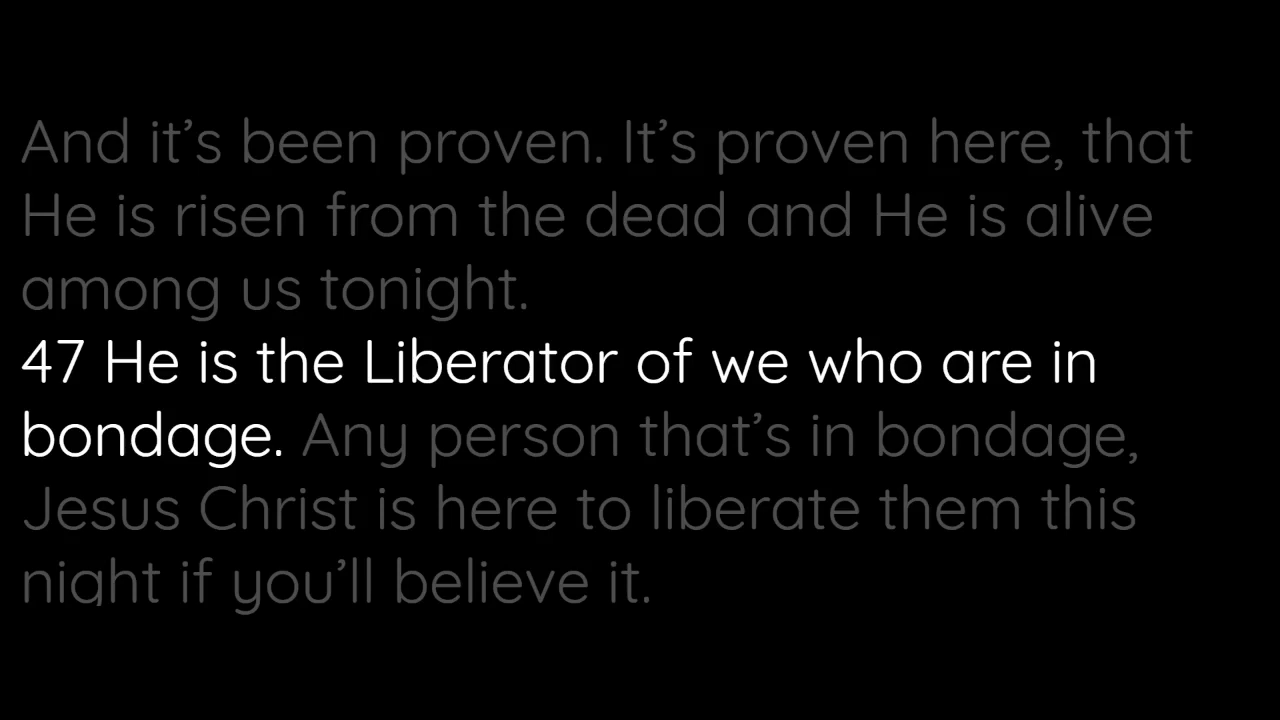 And it’s been proven. It’s proven here, that
He is risen from the dead and He is alive
among us tonight.
47 He is the Liberator of we who are in
bondage. Any person that’s in bondage,
Jesus Christ is here to liberate them this
night if you’ll believe it.